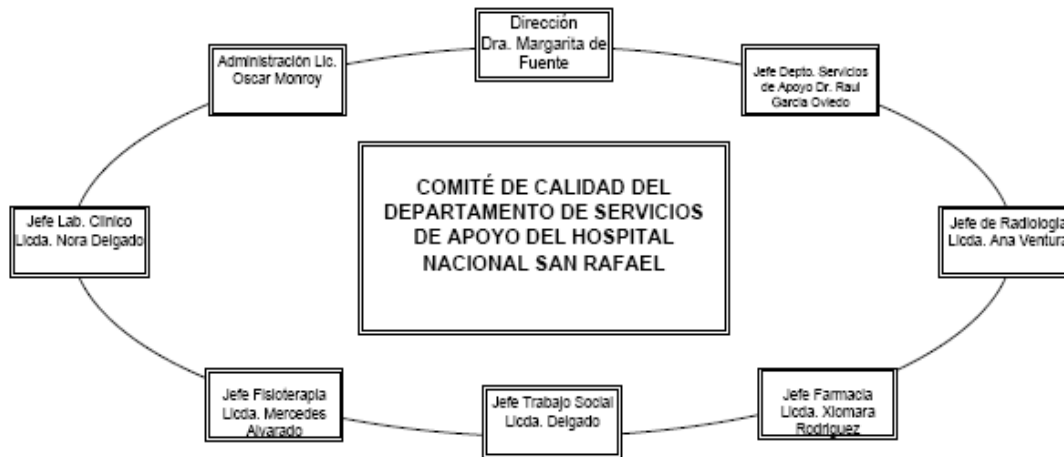 Dirección
Dra. Margarita de
Fuente
Administración Lic.
Oscar Monroy
Jefe Depto. Servicios
de Apoyo Dr. Raul
Garcia Oviedo
COMITÉ DE CALIDAD DEL
DEPARTAMENTO DE SERVICIOS
DE APOYO DEL HOSPITAL
NACIONAL SAN RAFAEL
Jefe Lab. Clinico
Licda. Nora Delgado
Jefe de Radiologia
Licda. Ana Ventura
Jefe Fisioterapia
Licda. Mercedes
Alvarado
Jefe Trabajo Social
Licda. Delgado
Jefe Farmacia
Licda. Xiomara
Rodriguez